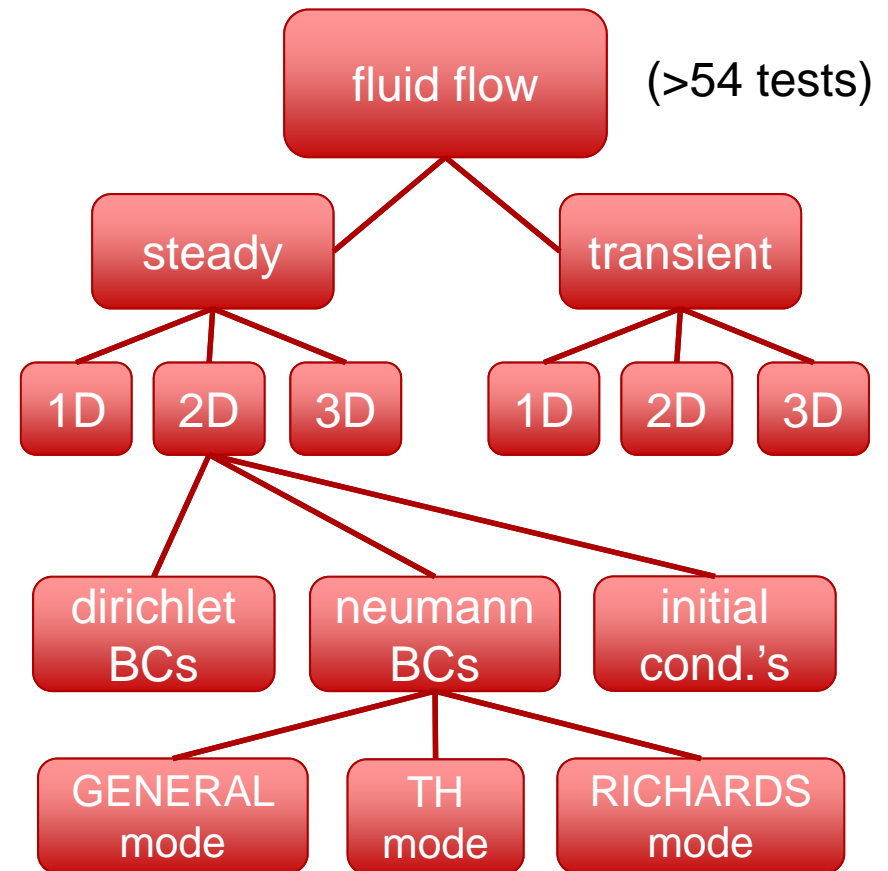 fluid flow
(>54 tests)
steady
transient
1D
2D
3D
1D
2D
3D
dirichlet
BCs
neumann
BCs
initial
cond.'s
GENERAL
mode
TH
mode
RICHARDS
mode